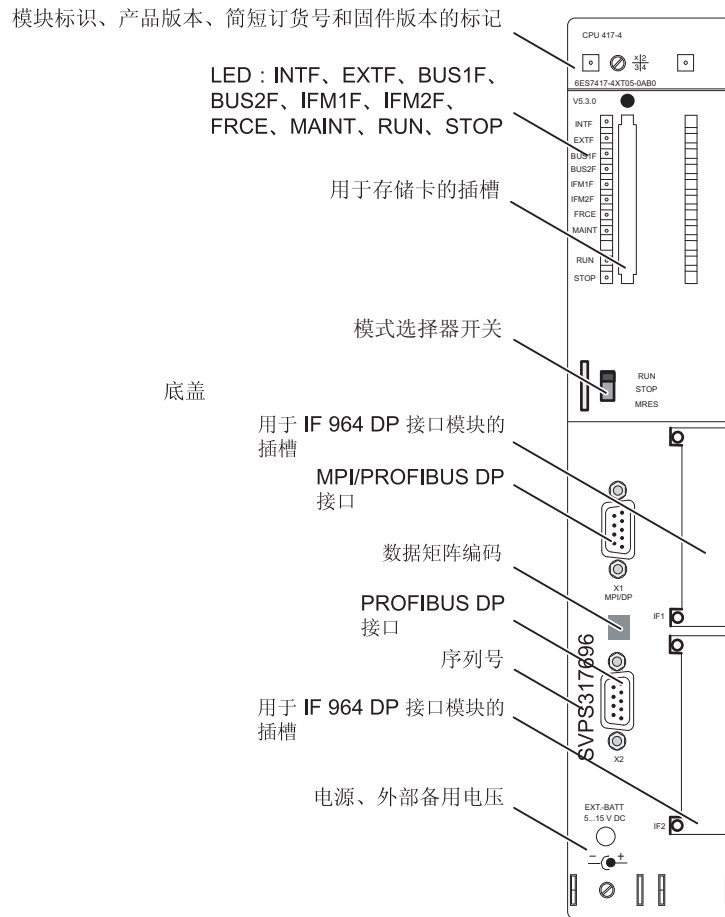 模块标识、产品版本、简短订货号和固件版本的标记
LED：INTF、EXTF、BUS1F、
BUS2F、IFM1F、IFM2F、
FRCE、MAINT、RUN、STOP
用于存储卡的插槽
模式选择器开关
底盖
用于 IF 964 DP 接口模块的
插槽
MPI/PROFIBUS DP
接口
数据矩阵编码
PROFIBUS DP
接口
序列号
用于 IF 964 DP 接口模块的
插槽
电源、外部备用电压
CPU 417-4
X 2
3 4
6ES7417-4XT05-0AB0
V5.3.0
INTF
EXTF
BUS1F
BUS2F
IFM1F
IFM2F
FRCE
MAINT
RUN
STOP
RUN
STOP
MRES
X1
MPI/DP
IF1
SVPS317696
X2
EXT.-BATT
5...15 V DC
IF2
− +